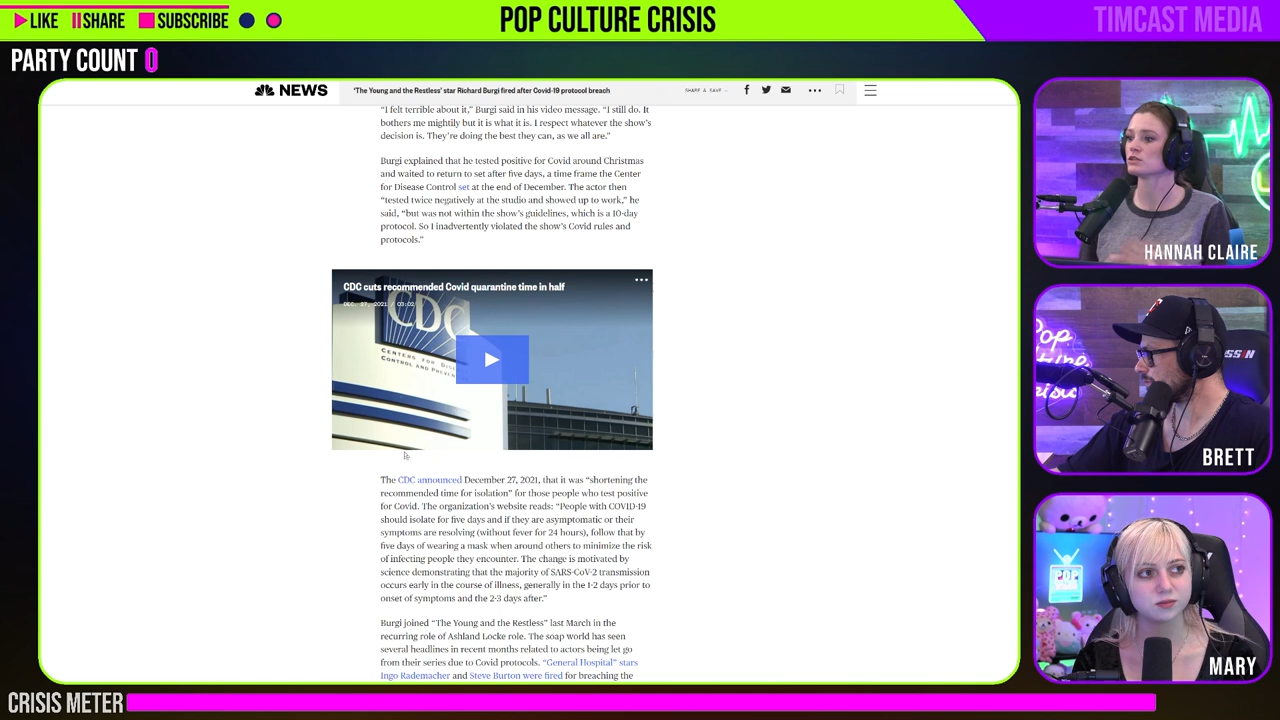 LIKE SHARE SUBSCRIBE
POP CULTURE CRISIS
TIMCAST MEDIA
PARTY COUNT 0
NEWS
'The Young and the Restless' star Richard Burgi fired after Covid-19 protocol breach
SHARE & SAVE
"I felt terrible about it," Burgi said in his video message. "I still do. It
bothers me mightily but it is what it is. I respect whatever the show's
decision is. They're doing the best they can, as we all are."
Burgi explained that he tested positive for Covid around Christmas
and waited to return to set after five days, a time frame the Center
for Disease Control set at the end of December. The actor then
"tested twice negatively at the studio and showed up to work," he
said, "but was not within the show's guidelines, which is a 10-day
protocol. So I inadvertently violated the show's Covid rules and
protocols."
CDC cuts recommended Covid quarantine time in half
DEC. 27, 2021 / 03:02
CDC
CENTERS FOR
CONTROL AND
The CDC announced December 27, 2021, that it was "shortening the
recommended time for isolation" for those people who test positive
for Covid. The organization's website reads: "People with COVID-19
should isolate for five days and if they are asymptomatic or their
symptoms are resolving (without fever for 24 hours), follow that by
five days of wearing a mask when around others to minimize the risk
of infecting people they encounter. The change is motivated by
science demonstrating that the majority of SARS-CoV-2 transmission
occurs early in the course of illness, generally in the 1-2 days prior to
onset of symptoms and the 2-3 days after."
Burgi joined "The Young and the Restless" last March in the
recurring role of Ashland Locke role. The soap world has seen
several headlines in recent months related to actors being let go
from their series due to Covid protocols. "General Hospital" stars
Ingo Rademacher and Steve Burton were fired for breaching the
HANNAH CLAIRE
Pop
BRETT
POP
MARY
CRISIS METER